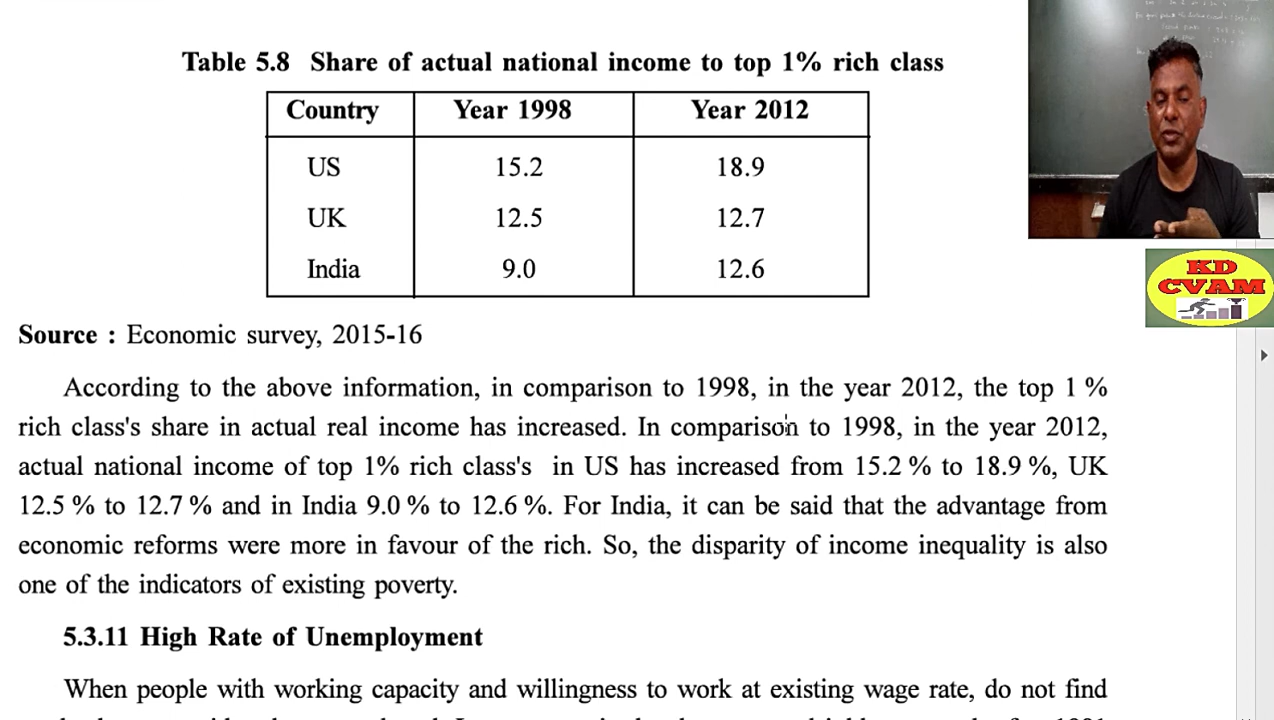 Table 5.8 Share of actual national income to top 1% rich class
Country Year 1998 Year 2012
US 15.2 18.9
UK 12.5 12.7
India 9.0 12.6
Source : Economic survey, 2015-16
According to the above information, in comparison to 1998, in the year 2012, the top 1 %
rich class's share in actual real income has increased. In comparison to 1998, in the year 2012,
actual national income of top 1% rich class's in US has increased from 15.2 % to 18.9 %, UK
12.5 % to 12.7 % and in India 9.0 % to 12.6 %. For India, it can be said that the advantage from
economic reforms were more in favour of the rich. So, the disparity of income inequality is also
one of the indicators of existing poverty.
5.3.11 High Rate of Unemployment
When people with working capacity and willingness to work at existing wage rate, do not find
KD
CVAM